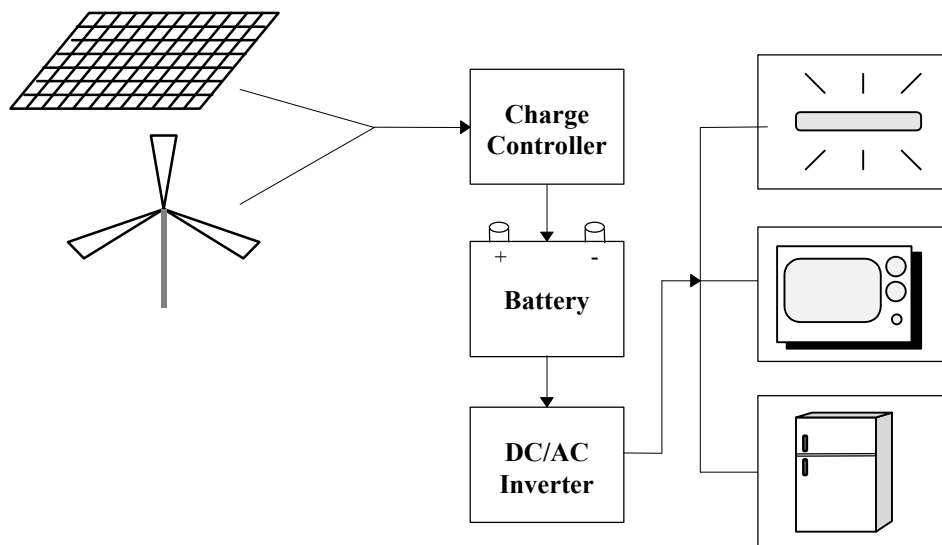 Charge
Controller
+ -
Battery
DC/AC
Inverter